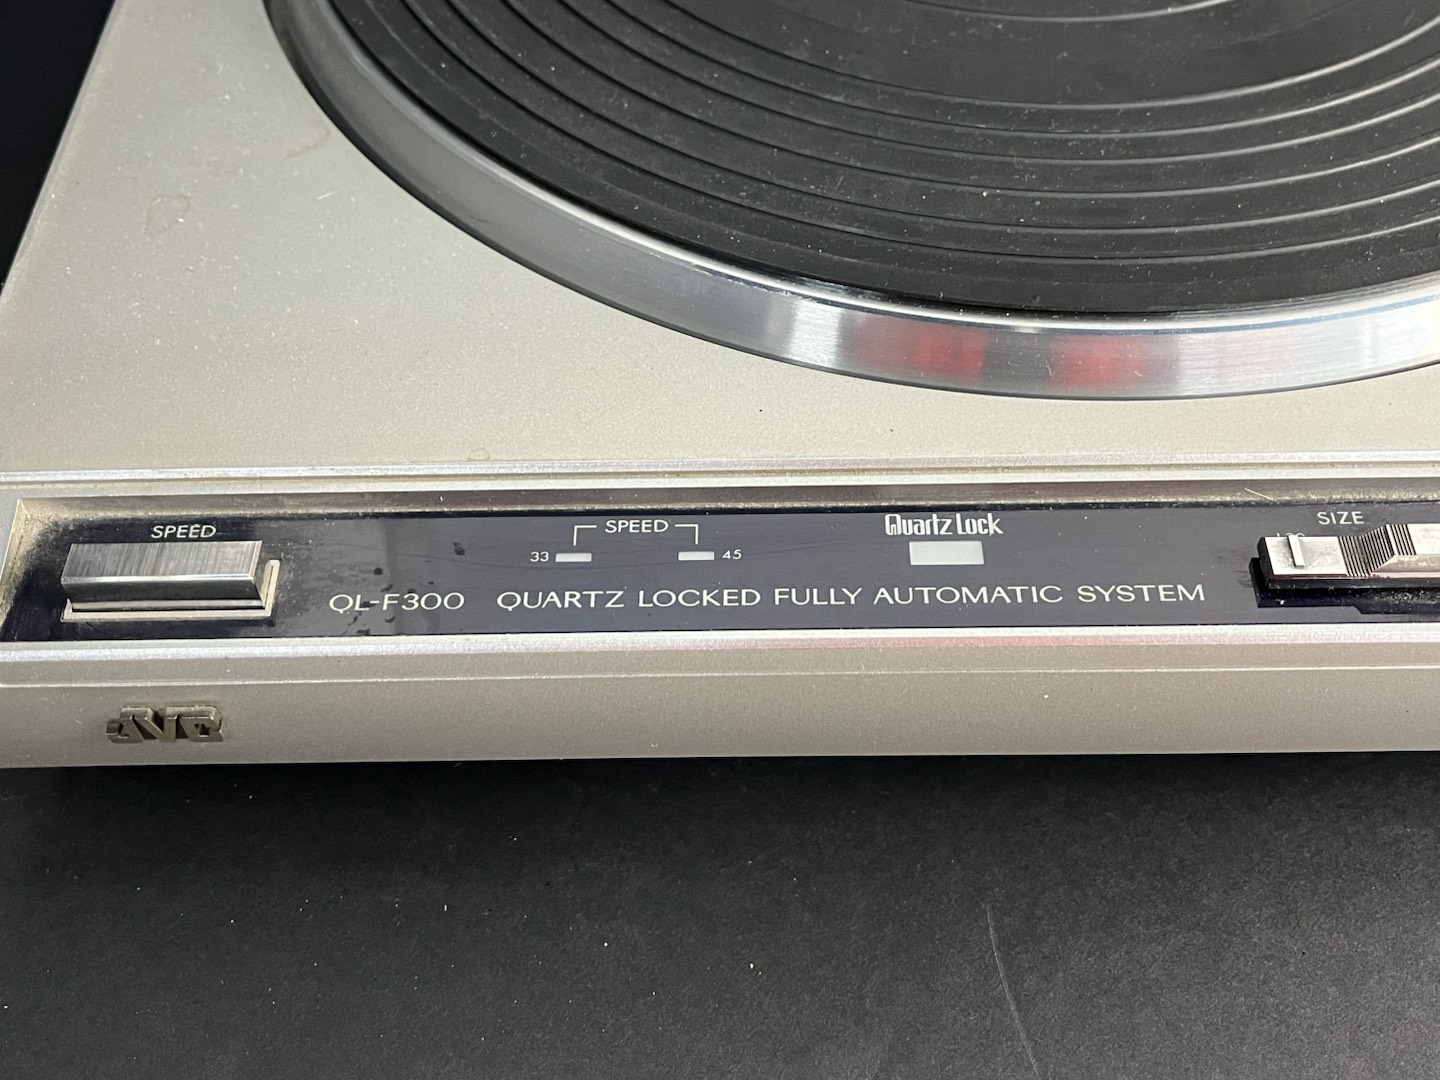 SPEED
SPEED
33 45
Quartz Lock
SIZE
QL-F300 QUARTZ LOCKED FULLY AUTOMATIC SYSTEM
JVC